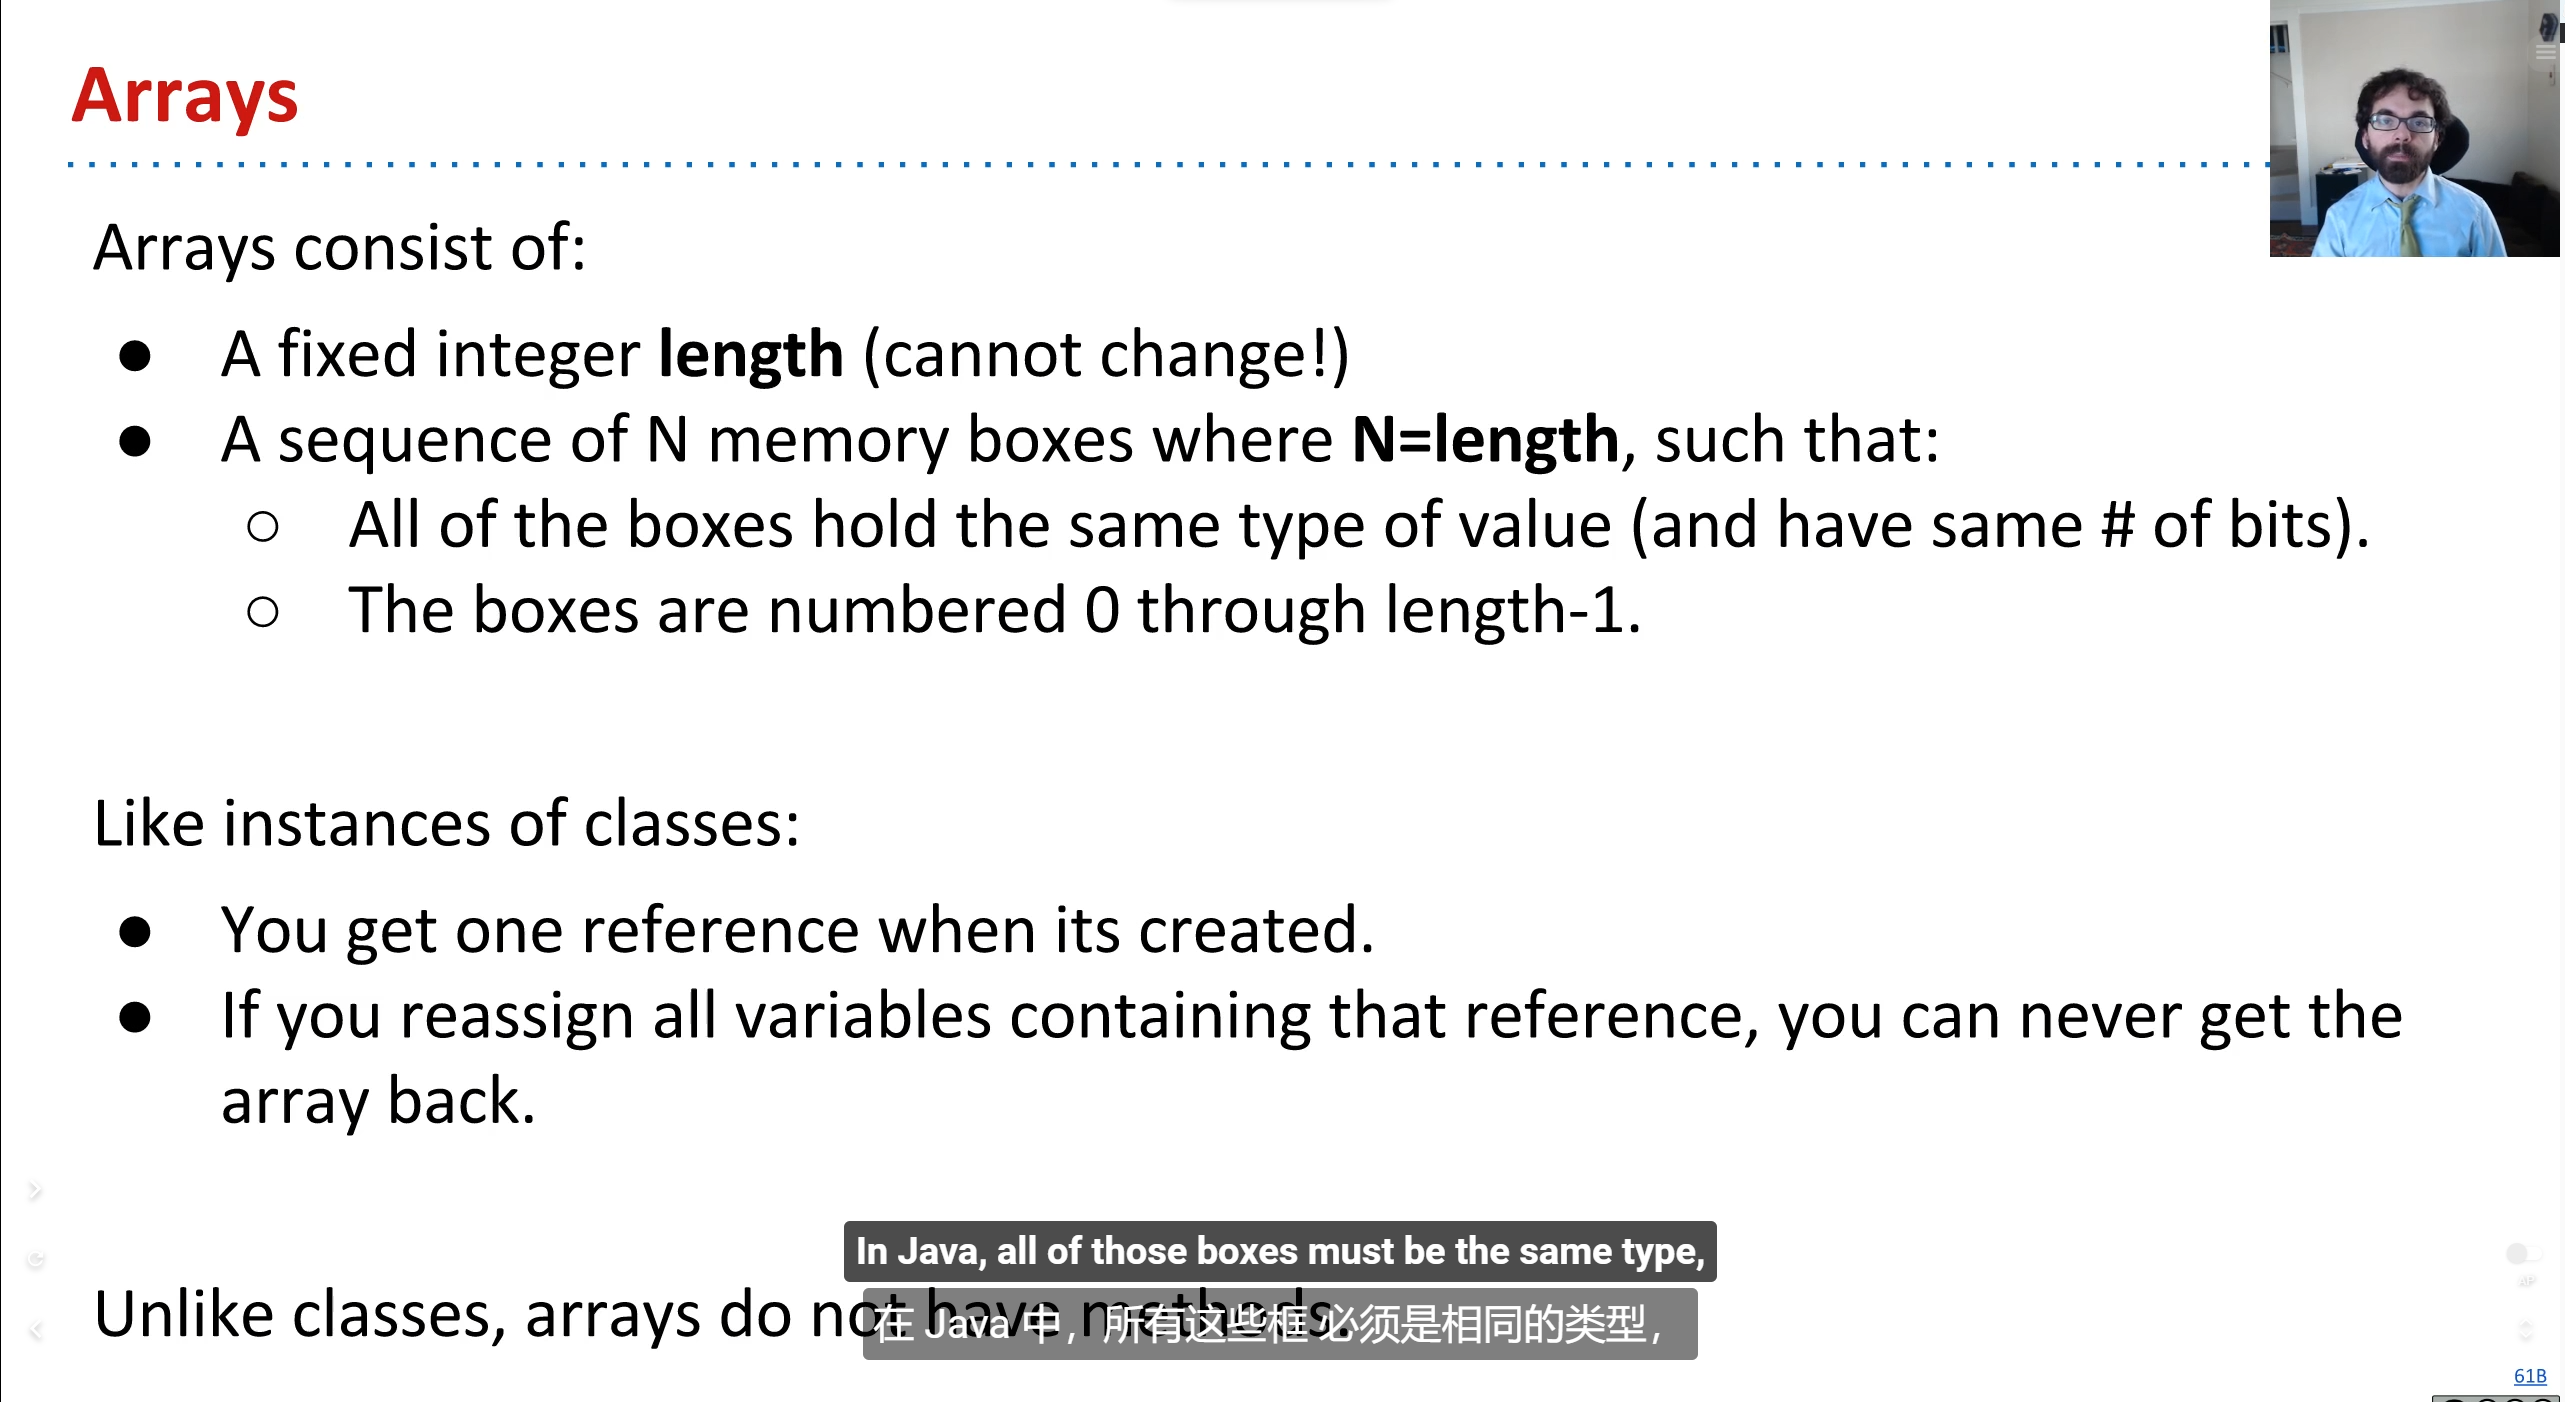 Arrays
Arrays consist of:
● A fixed integer length (cannot change!)
● A sequence of N memory boxes where N=length, such that:
○ All of the boxes hold the same type of value (and have same # of bits).
○ The boxes are numbered 0 through length-1.
Like instances of classes:
● You get one reference when its created.
● If you reassign all variables containing that reference, you can never get the
array back.
In Java, all of those boxes must be the same type,
Unlike classes, arrays do not have methods.
在 Java 中，所有这些框 必须是相同的类型，
AP
61B